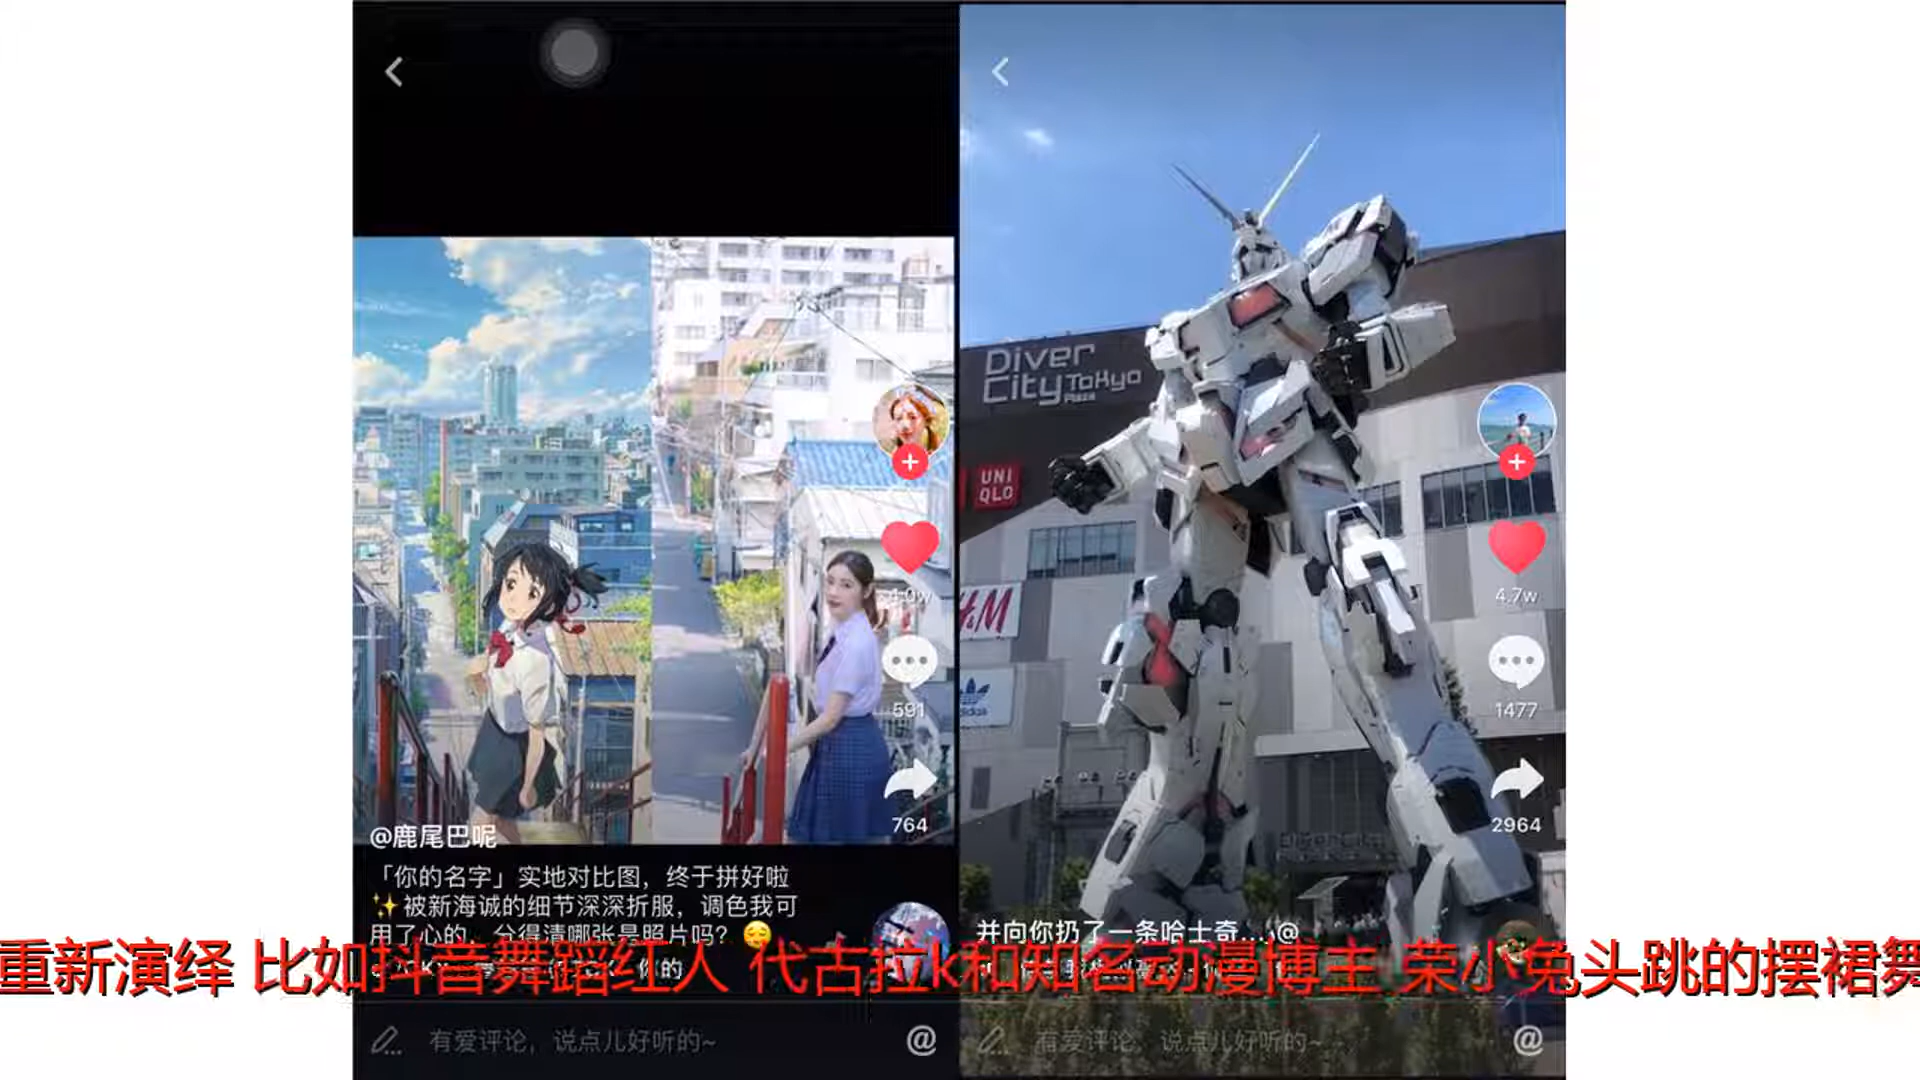 @鹿尾巴呢
「你的名字」实地对比图，终于拼好啦
✨被新海诚的细节深深折服，调色我可
用了心的，分得清哪张是照片吗？😌
591
764
有爱评论，说点儿好听的~
@
Diver
City Tokyo
Plaza
UNI
QLO
H&M
adidas
4.7w
1477
2964
并向你扔了一条哈士奇...@
有爱评论，说点儿好听的~
@
重新演绎 比如抖音舞蹈红人 代古拉k和知名动漫博主 荣小兔头跳的摆裙舞